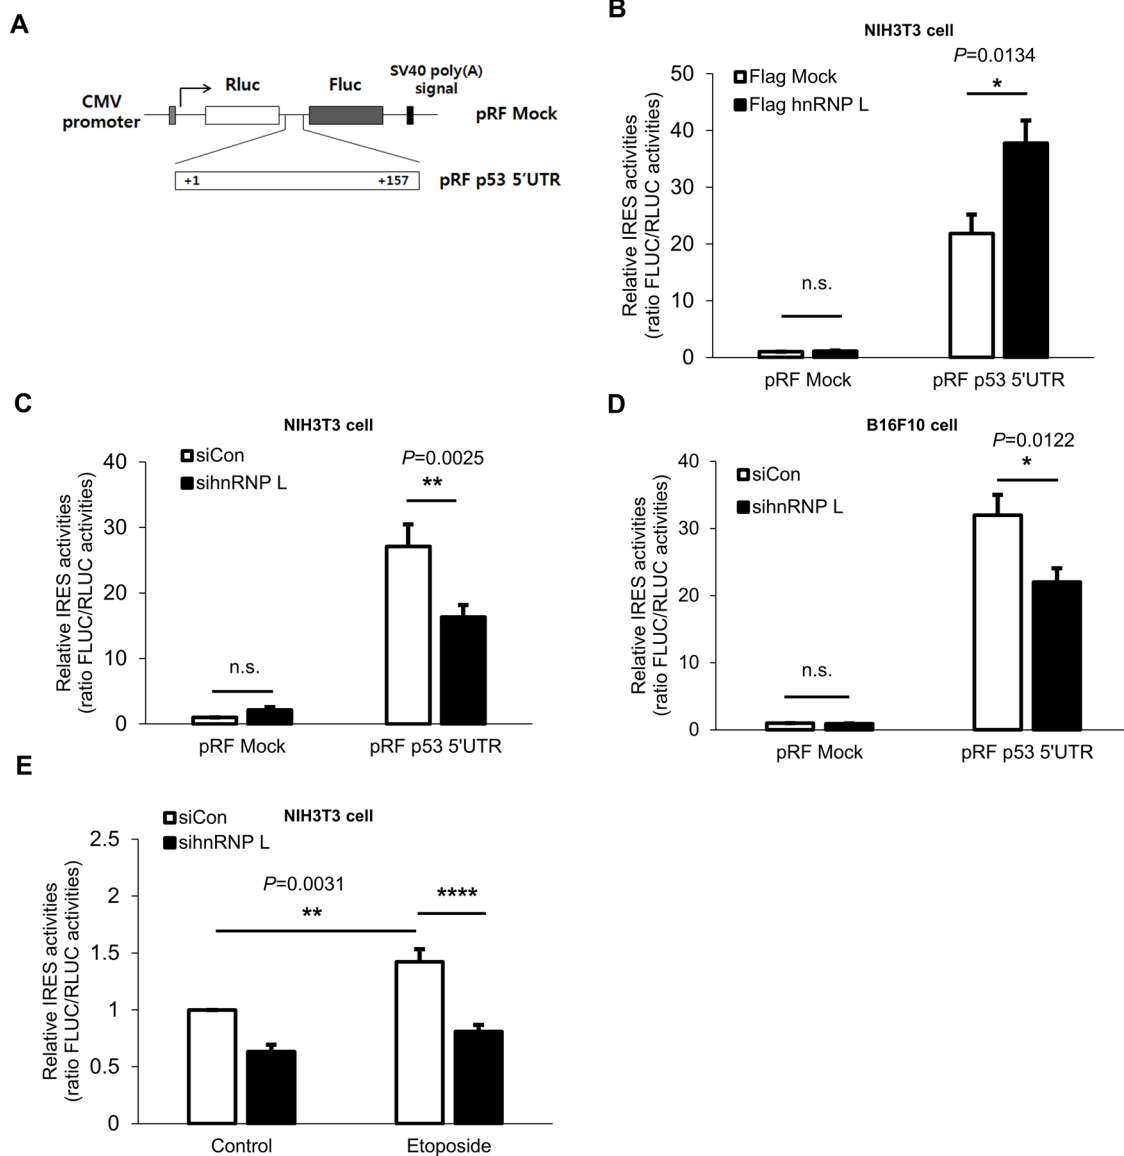 A
CMV
promoter
Rluc
Fluc
SV40 poly(A)
signal
pRF Mock
+1
+157
pRF p53 5′UTR
B
NIH3T3 cell
P=0.0134
Flag Mock
Flag hnRNP L
*
n.s.
Relative IRES activities
(ratio FLUC/RLUC activities)
50
40
30
20
10
0
pRF Mock
pRF p53 5'UTR
C
NIH3T3 cell
siCon
sihnRNP L
P=0.0025
**
n.s.
Relative IRES activities
(ratio FLUC/RLUC activities)
40
30
20
10
0
pRF Mock
pRF p53 5'UTR
D
B16F10 cell
P=0.0122
siCon
sihnRNP L
*
n.s.
Relative IRES activities
(ratio FLUC/RLUC activities)
40
30
20
10
0
pRF Mock
pRF p53 5'UTR
E
siCon
NIH3T3 cell
sihnRNP L
P=0.0031
**
****
Relative IRES activities
(ratio FLUC/RLUC activities)
2.5
2
1.5
1
0.5
0
Control
Etoposide